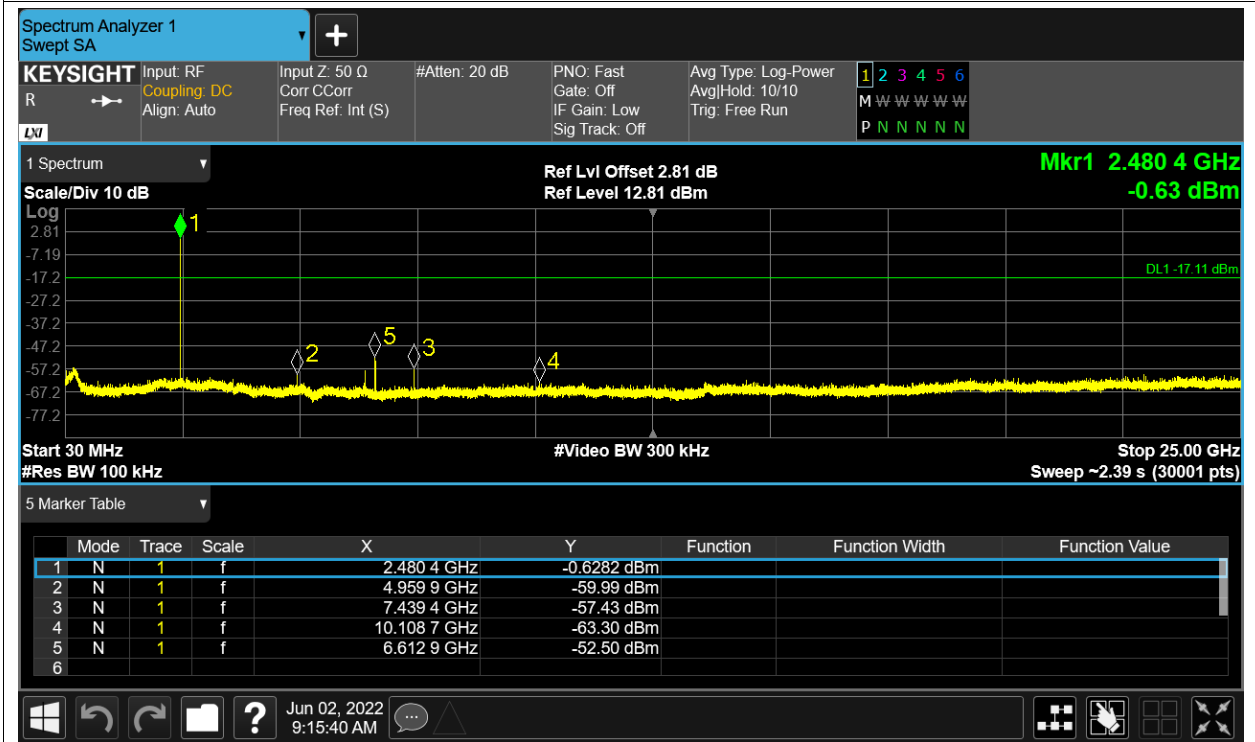 Spectrum Analyzer 1
Swept SA
KEYSIGHT
R
LXI
Input: RF
Coupling: DC
Align: Auto
Input Z: 50 Ω
Corr CCorr
Freq Ref: Int (S)
#Atten: 20 dB
PNO: Fast
Gate: Off
IF Gain: Low
Sig Track: Off
Avg Type: Log-Power
Avg|Hold: 10/10
Trig: Free Run
1 2 3 4 5 6
M W W W W W
P N N N N N
1 Spectrum
Scale/Div 10 dB
Ref Lvl Offset 2.81 dB
Ref Level 12.81 dBm
Mkr1 2.480 4 GHz
-0.63 dBm
Log
2.81
-7.19
-17.2
-27.2
-37.2
-47.2
-57.2
-67.2
-77.2
1
DL1 -17.11 dBm
2
5
3
4
Start 30 MHz
#Res BW 100 kHz
#Video BW 300 kHz
Stop 25.00 GHz
Sweep ~2.39 s (30001 pts)
5 Marker Table
Mode Trace Scale X Y Function Function Width Function Value
1 N 1 f 2.480 4 GHz -0.6282 dBm
2 N 1 f 4.959 9 GHz -59.99 dBm
3 N 1 f 7.439 4 GHz -57.43 dBm
4 N 1 f 10.108 7 GHz -63.30 dBm
5 N 1 f 6.612 9 GHz -52.50 dBm
6
?
Jun 02, 2022
9:15:40 AM